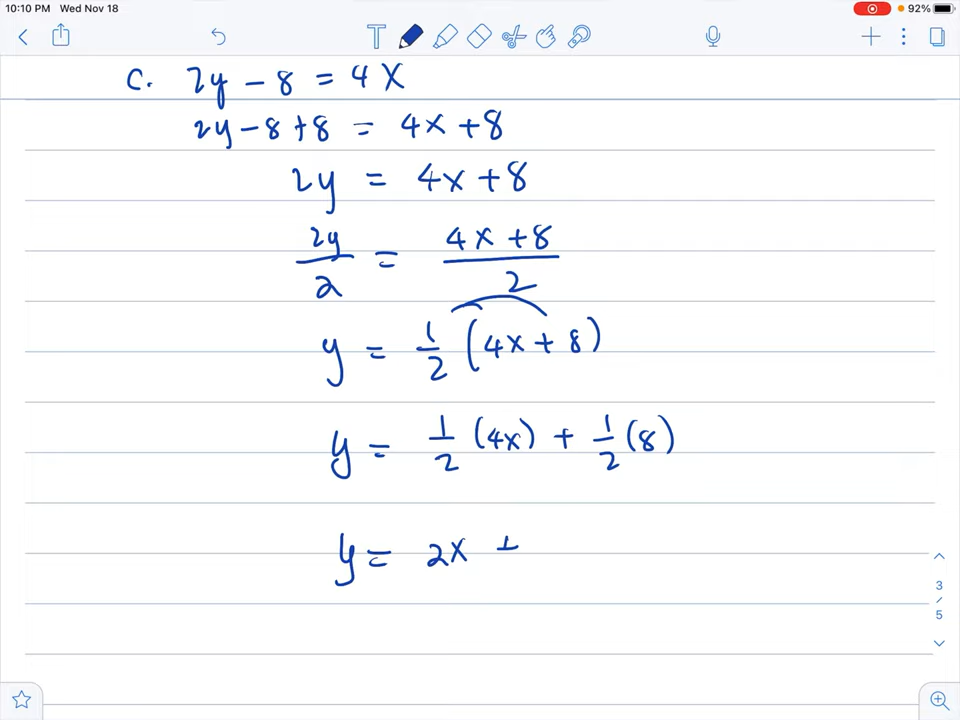 10:10 PM Wed Nov 18 92%
C. 2y - 8 = 4x
2y - 8 + 8 = 4x + 8
2y = 4x + 8
2y/2 = (4x + 8)/2
y = 1/2 (4x + 8)
y = 1/2 (4x) + 1/2 (8)
y = 2x +
3
/
5